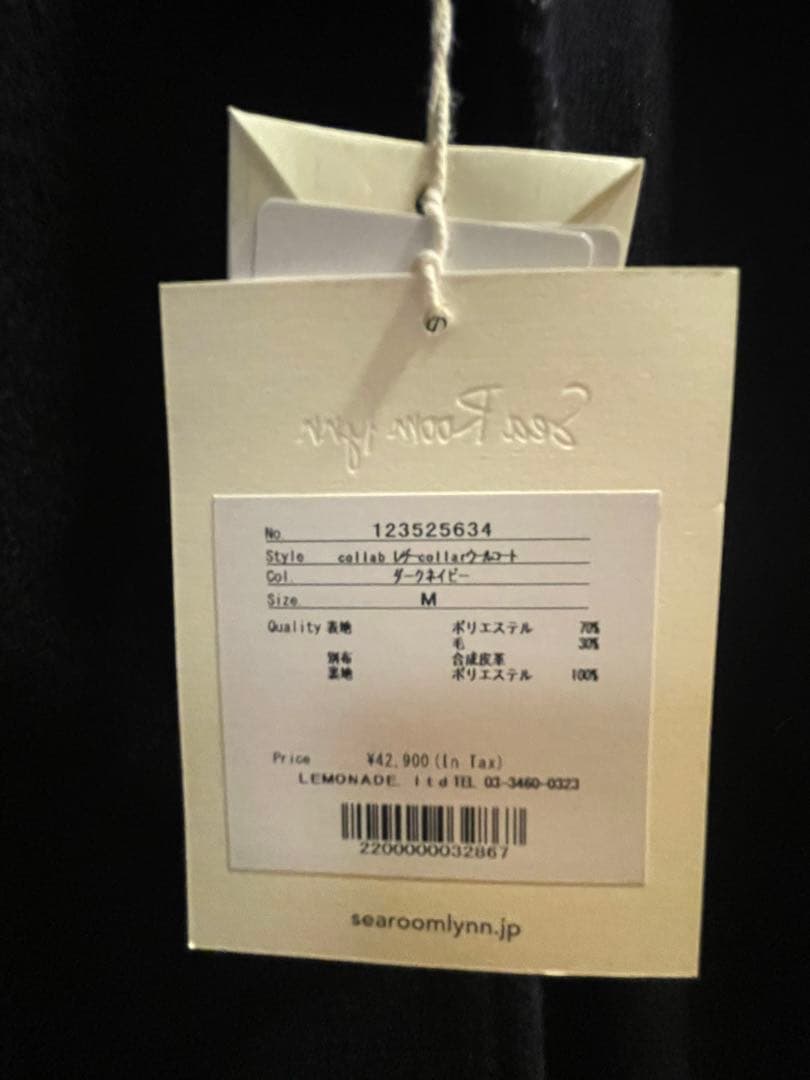 Sea Room lynn
No. 123525634
Style collab レザーcollarウールコート
Col. ダークネイビー
Size M
Quality 表地 ポリエステル 70%
毛 30%
別布 合成皮革
裏地 ポリエステル 100%
Price ¥42,900(In Tax)
LEMONADE. ltd TEL 03-3460-0323
2200000032867
searoomlynn.jp